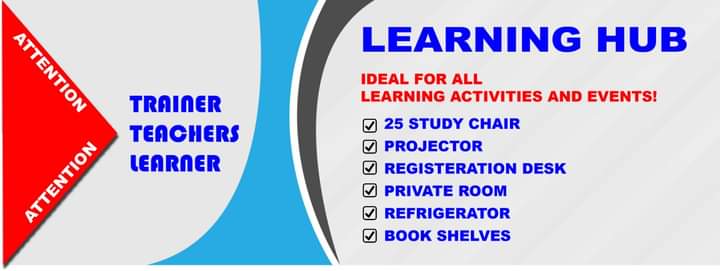 ATTENTION
ATTENTION
TRAINER
TEACHERS
LEARNER
LEARNING HUB
IDEAL FOR ALL
LEARNING ACTIVITIES AND EVENTS!
25 STUDY CHAIR
PROJECTOR
REGISTERATION DESK
PRIVATE ROOM
REFRIGERATOR
BOOK SHELVES